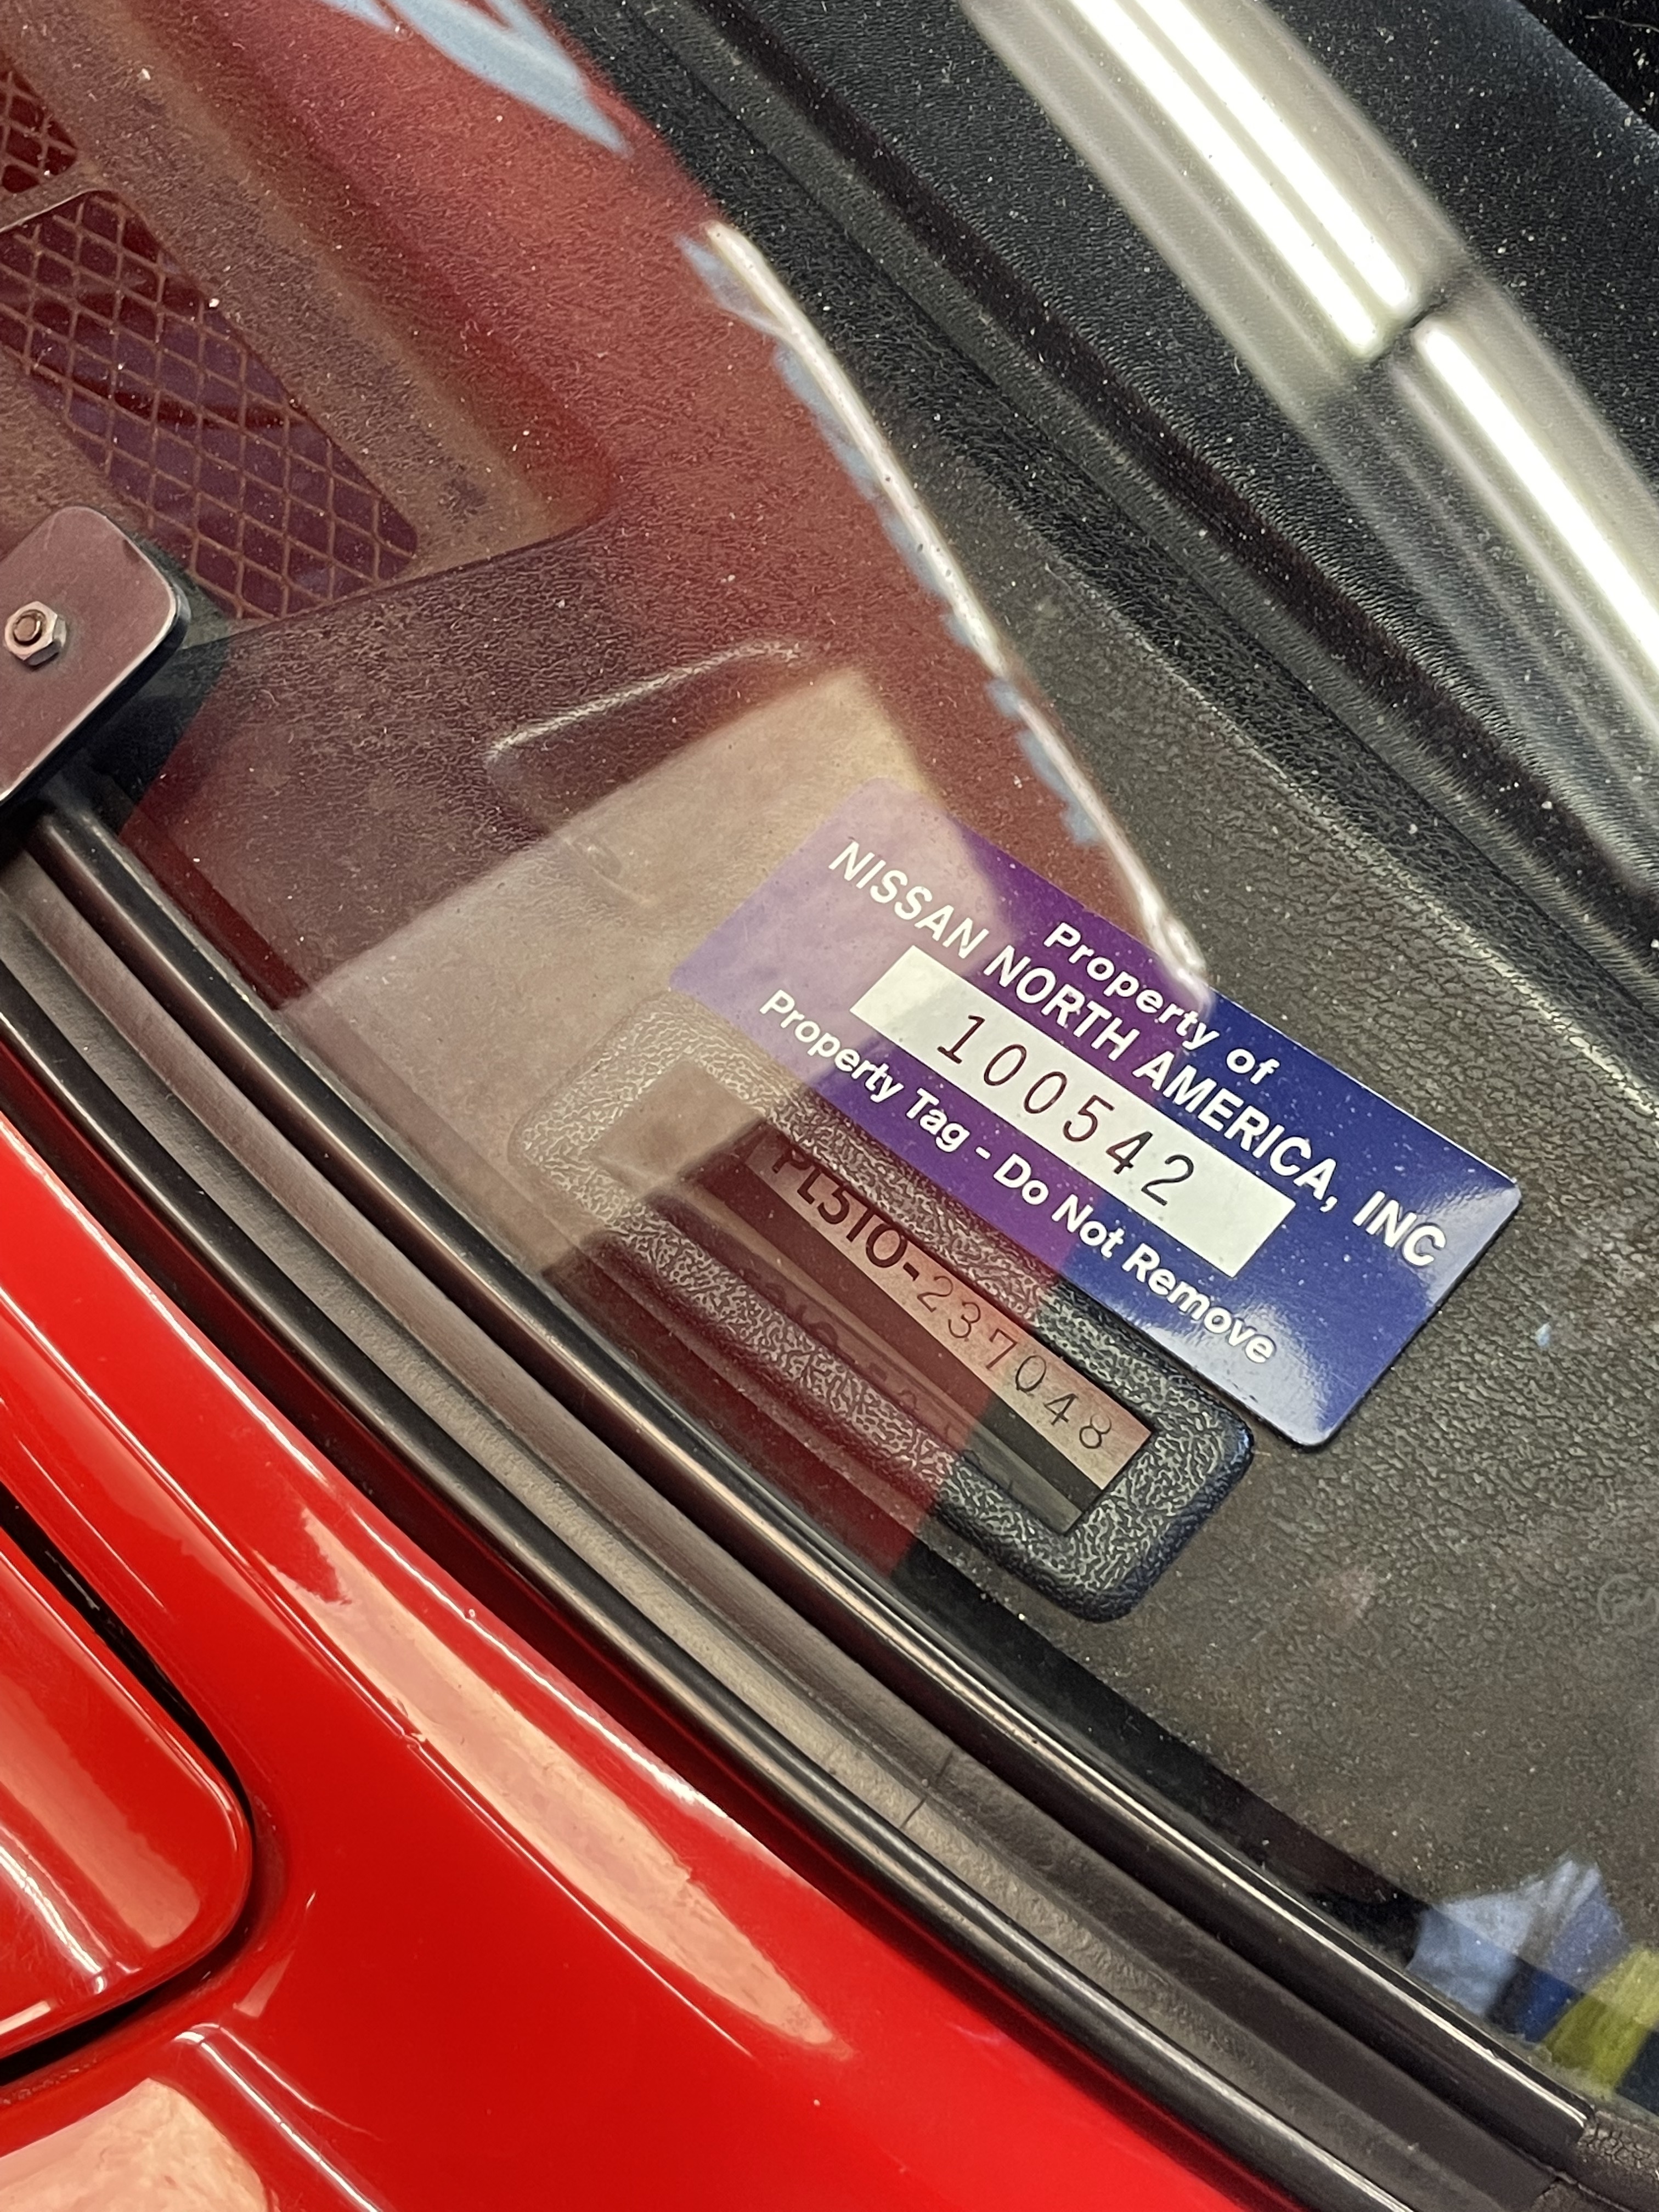 Property of
NISSAN NORTH AMERICA, INC
100542
Property Tag - Do Not Remove
PL510-237048